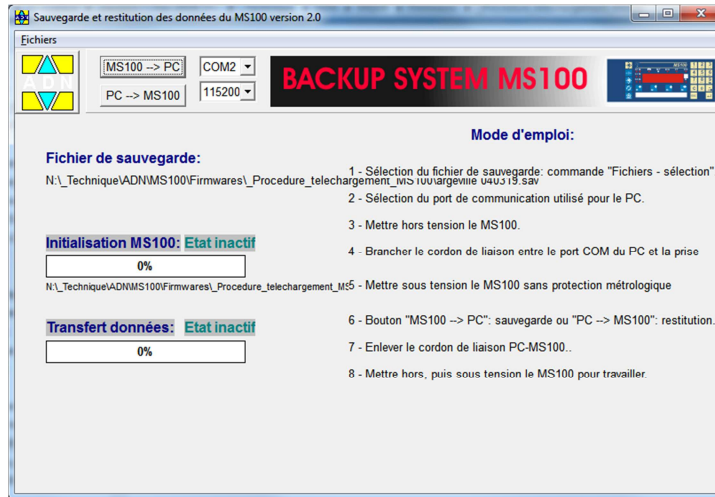 Sauvegarde et restitution des données du MS100 version 2.0
Fichiers
ADN
MS100 --> PC
COM2
PC --> MS100
115200
BACKUP SYSTEM MS100
Mode d'emploi:
Fichier de sauvegarde:
N:\_Technique\ADN\MS100\Firmwares\_Procedure_telechargement_MS100\argeville 040319.sav
1 - Sélection du fichier de sauvegarde: commande "Fichiers - sélection"
2 - Sélection du port de communication utilisé pour le PC.
3 - Mettre hors tension le MS100.
Initialisation MS100: Etat inactif
4 - Brancher le cordon de liaison entre le port COM du PC et la prise
0%
N:\_Technique\ADN\MS100\Firmwares\_Procedure_telechargement_MS
5 - Mettre sous tension le MS100 sans protection métrologique
6 - Bouton "MS100 --> PC": sauvegarde ou "PC --> MS100": restitution.
Transfert données: Etat inactif
0%
7 - Enlever le cordon de liaison PC-MS100..
8 - Mettre hors, puis sous tension le MS100 pour travailler.